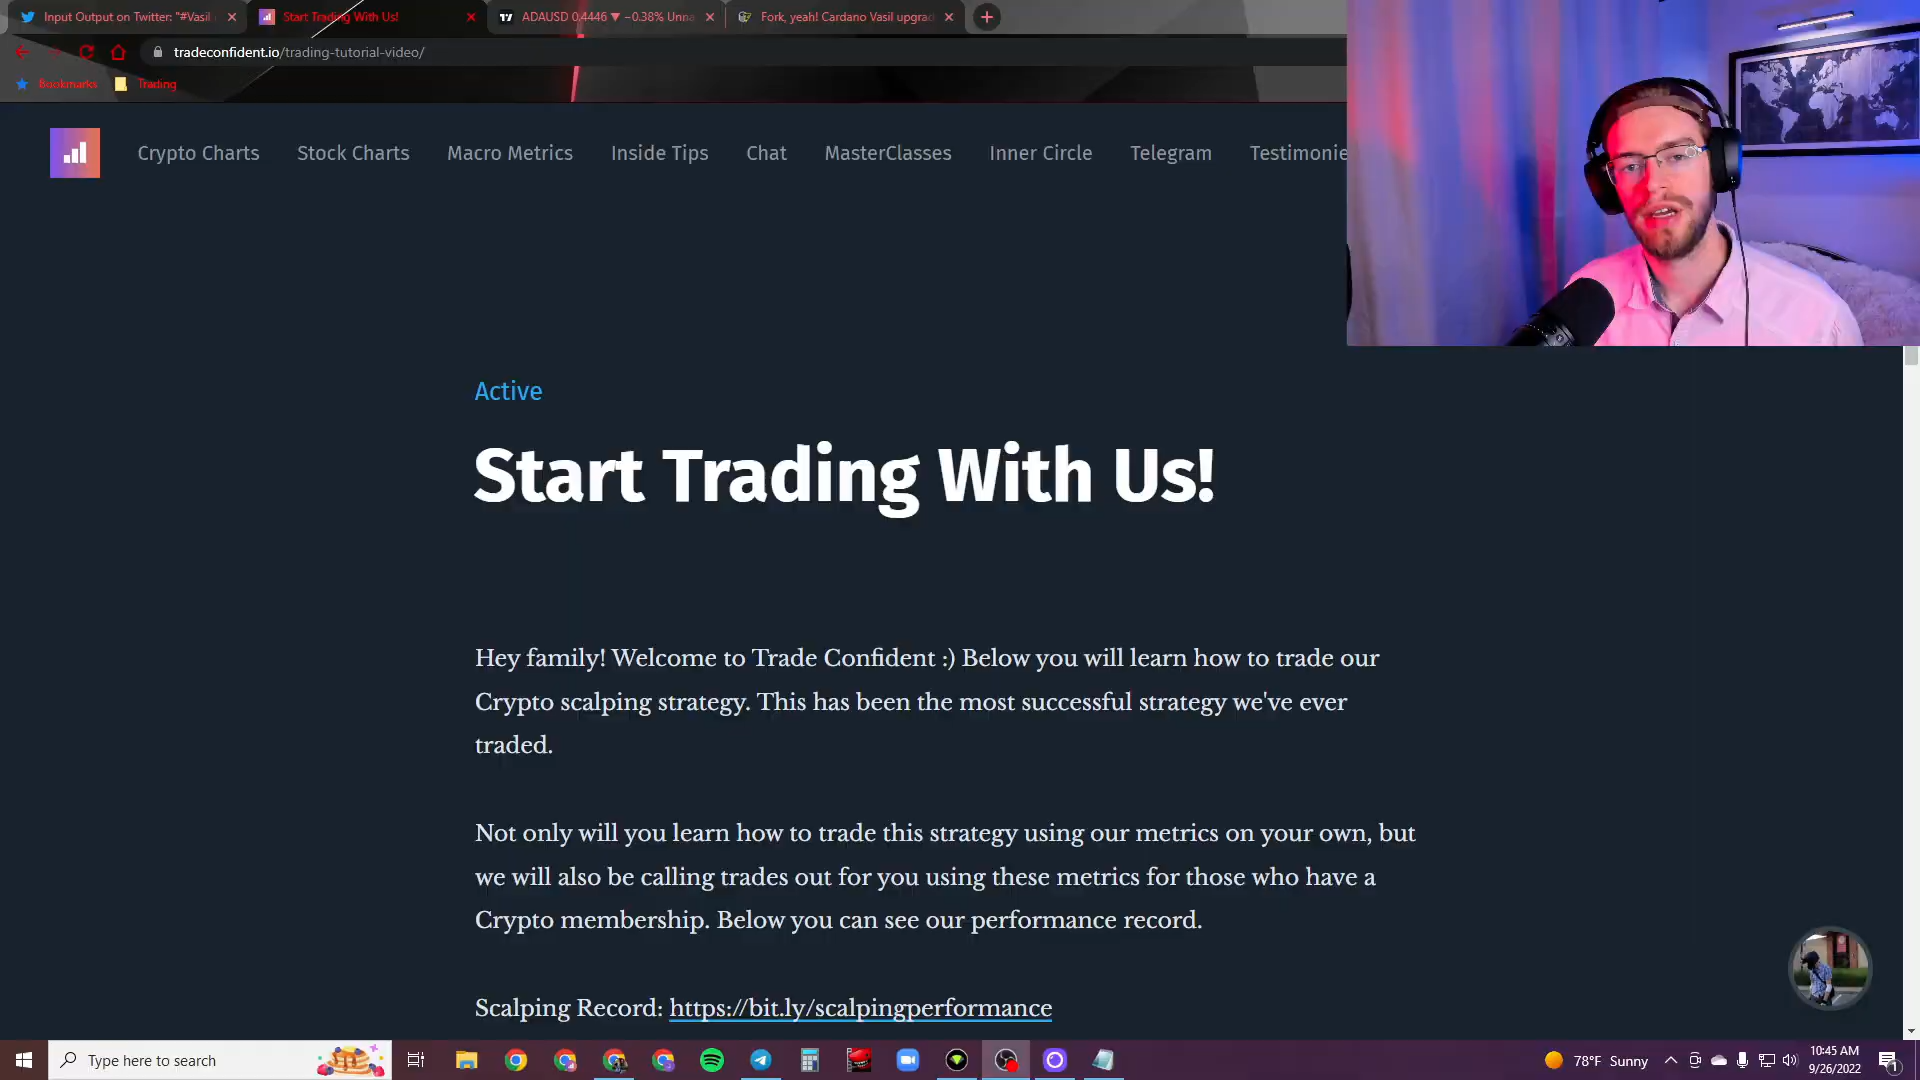 Input Output on Twitter: "#Vasil
Start Trading With Us!
ADAUSD 0.4446 ▼ −0.38% Unna
Fork, yeah! Cardano Vasil upgrad
tradeconfident.io/trading-tutorial-video/
Bookmarks
Trading
Crypto Charts
Stock Charts
Macro Metrics
Inside Tips
Chat
MasterClasses
Inner Circle
Telegram
Testimonie
Active
Start Trading With Us!
Hey family! Welcome to Trade Confident :) Below you will learn how to trade our
Crypto scalping strategy. This has been the most successful strategy we've ever
traded.
Not only will you learn how to trade this strategy using our metrics on your own, but
we will also be calling trades out for you using these metrics for those who have a
Crypto membership. Below you can see our performance record.
Scalping Record: https://bit.ly/scalpingperformance
Type here to search
78°F Sunny
10:45 AM
9/26/2022
1